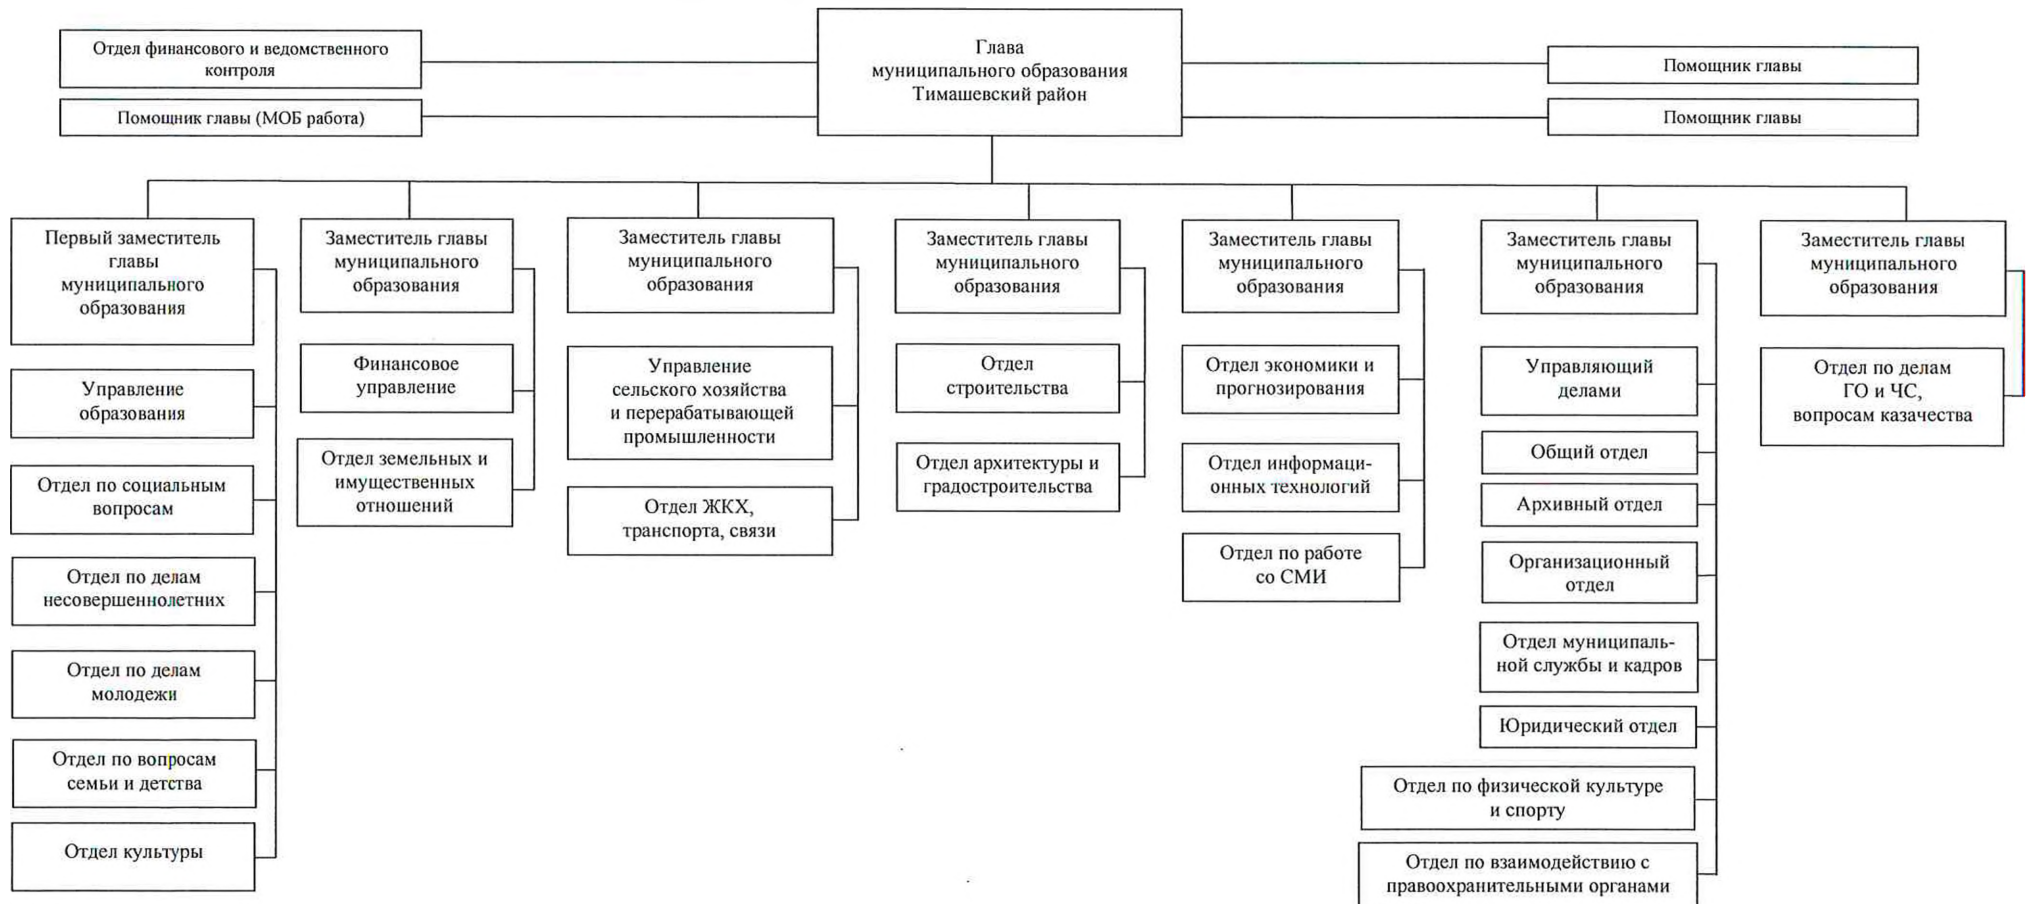 Глава
муниципального образования
Тимашевский район
Отдел финансового и ведомственного
контроля
Помощник главы (МОБ работа)
Помощник главы
Помощник главы
Первый заместитель
главы
муниципального
образования
Управление
образования
Отдел по социальным
вопросам
Отдел по делам
несовершеннолетних
Отдел по делам
молодежи
Отдел по вопросам
семьи и детства
Отдел культуры
Заместитель главы
муниципального
образования
Финансовое
управление
Отдел земельных и
имущественных
отношений
Заместитель главы
муниципального
образования
Управление
сельского хозяйства
и перерабатывающей
промышленности
Отдел ЖКХ,
транспорта, связи
Заместитель главы
муниципального
образования
Отдел
строительства
Отдел архитектуры и
градостроительства
Заместитель главы
муниципального
образования
Отдел экономики и
прогнозирования
Отдел информаци-
онных технологий
Отдел по работе
со СМИ
Заместитель главы
муниципального
образования
Управляющий
делами
Общий отдел
Архивный отдел
Организационный
отдел
Отдел муниципаль-
ной службы и кадров
Юридический отдел
Отдел по физической культуре
и спорту
Отдел по взаимодействию с
правоохранительными органами
Заместитель главы
муниципального
образования
Отдел по делам
ГО и ЧС,
вопросам казачества